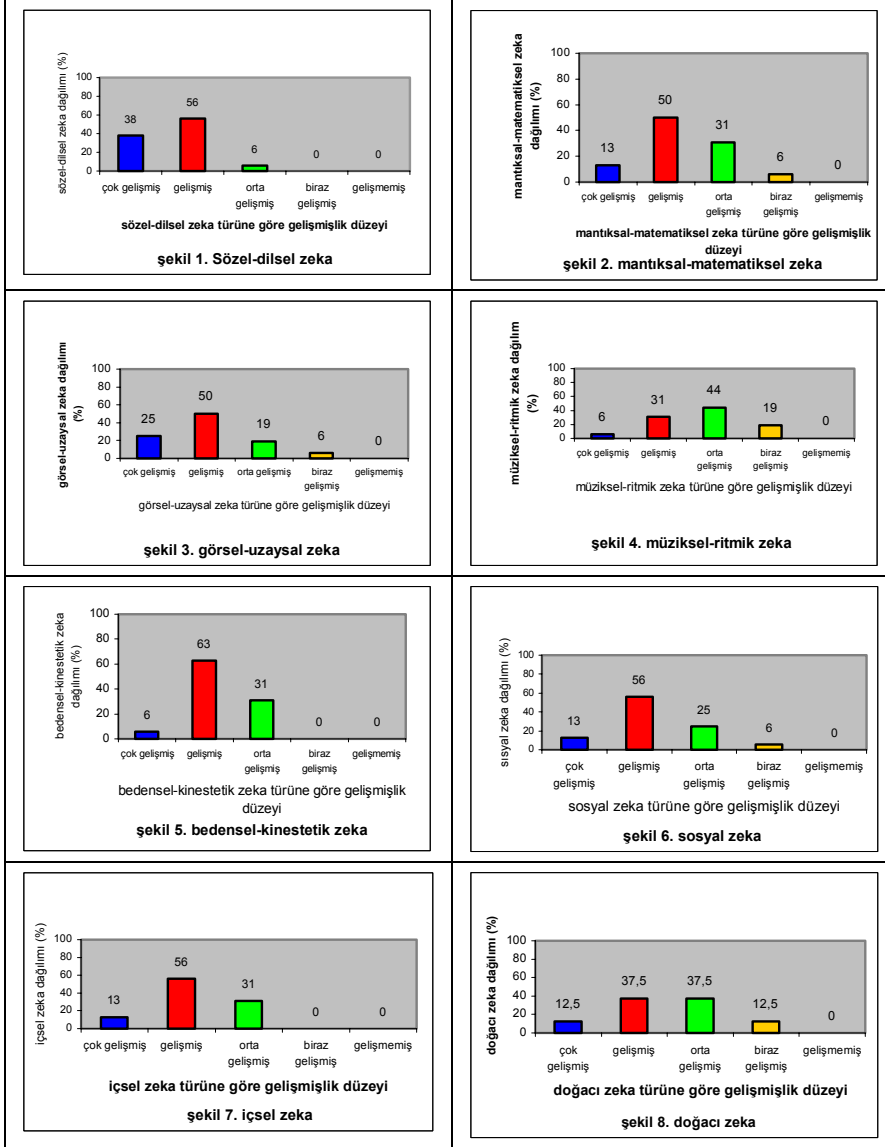 sözel-dilsel zeka dağılımı (%)
100
80
60
40
20
0
38
56
6
0
0
çok gelişmiş
gelişmiş
orta
gelişmiş
biraz
gelişmiş
gelişmemiş
sözel-dilsel zeka türüne göre gelişmişlik düzeyi
şekil 1. Sözel-dilsel zeka
mantıksal-matematiksel zeka
dağılımı (%)
100
80
60
40
20
0
13
50
31
6
0
çok gelişmiş
gelişmiş
orta
gelişmiş
biraz
gelişmiş
gelişmemiş
mantıksal-matematiksel zeka türüne göre gelişmişlik
düzeyi
şekil 2. mantıksal-matematiksel zeka
görsel-uzaysal zeka dağılımı
(%)
100
80
60
40
20
0
25
50
19
6
0
çok gelişmiş
gelişmiş
orta gelişmiş
biraz
gelişmiş
gelişmemiş
görsel-uzaysal zeka türüne göre gelişmişlik düzeyi
şekil 3. görsel-uzaysal zeka
müziksel-ritmik zeka dağılım
(%)
100
80
60
40
20
0
6
31
44
19
0
çok gelişmiş
gelişmiş
orta
gelişmiş
biraz
gelişmiş
gelişmemiş
müziksel-ritmik zeka türüne göre gelişmişlik düzeyi
şekil 4. müziksel-ritmik zeka
bedensel-kinestetik zeka
dağılımı (%)
100
80
60
40
20
0
6
63
31
0
0
çok gelişmiş
gelişmiş
orta
gelişmiş
biraz
gelişmiş
gelişmemiş
bedensel-kinestetik zeka türüne göre gelişmişlik
düzeyi
şekil 5. bedensel-kinestetik zeka
sısyal zeka dağılımı (%)
100
80
60
40
20
0
13
56
25
6
0
çok
gelişmiş
gelişmiş
orta
gelişmiş
biraz
gelişmiş
gelişmemiş
sosyal zeka türüne göre gelişmişlik düzeyi
şekil 6. sosyal zeka
içsel zeka dağılımı (%)
100
80
60
40
20
0
13
56
31
0
0
çok gelişmiş
gelişmiş
orta
gelişmiş
biraz
gelişmiş
gelişmemiş
içsel zeka türüne göre gelişmişlik düzeyi
şekil 7. içsel zeka
doğacı zeka dağılımı (%)
100
80
60
40
20
0
12,5
37,5
37,5
12,5
0
çok
gelişmiş
gelişmiş
orta
gelişmiş
biraz
gelişmiş
gelişmemiş
doğacı zeka türüne göre gelişmişlik düzeyi
şekil 8. doğacı zeka